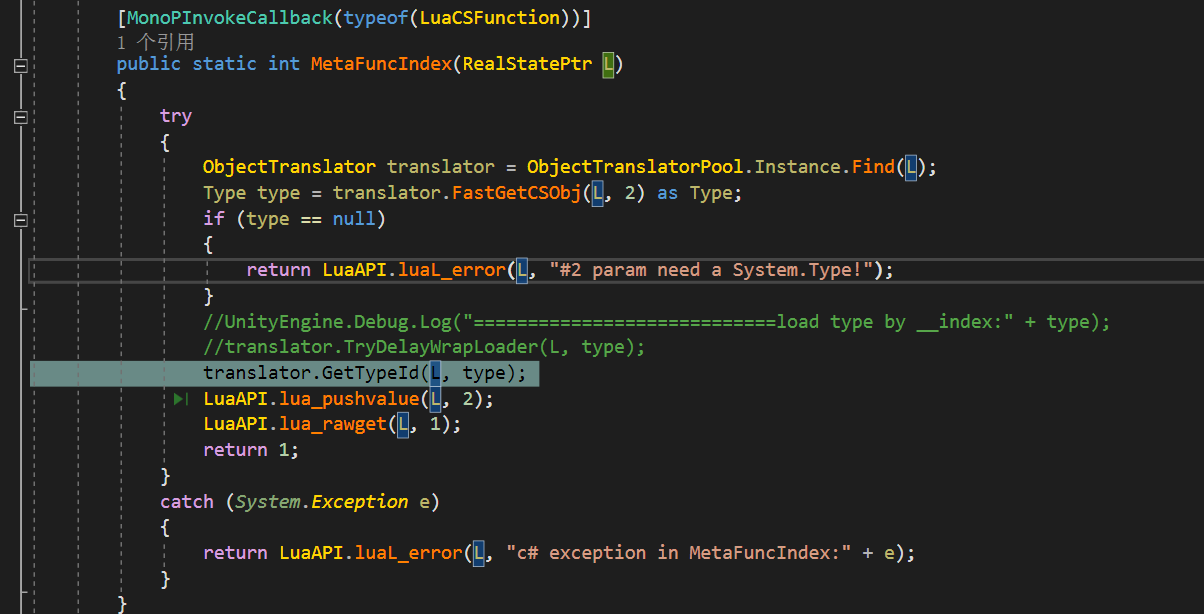 [MonoPInvokeCallback(typeof(LuaCSFunction))]
1 个引用
public static int MetaFuncIndex(RealStatePtr L)
{
try
{
ObjectTranslator translator = ObjectTranslatorPool.Instance.Find(L);
Type type = translator.FastGetCSObj(L, 2) as Type;
if (type == null)
{
return LuaAPI.luaL_error(L, "#2 param need a System.Type!");
}
//UnityEngine.Debug.Log("============================load type by __index:" + type);
//translator.TryDelayWrapLoader(L, type);
translator.GetTypeId(L, type);
LuaAPI.lua_pushvalue(L, 2);
LuaAPI.lua_rawget(L, 1);
return 1;
}
catch (System.Exception e)
{
return LuaAPI.luaL_error(L, "c# exception in MetaFuncIndex:" + e);
}
}